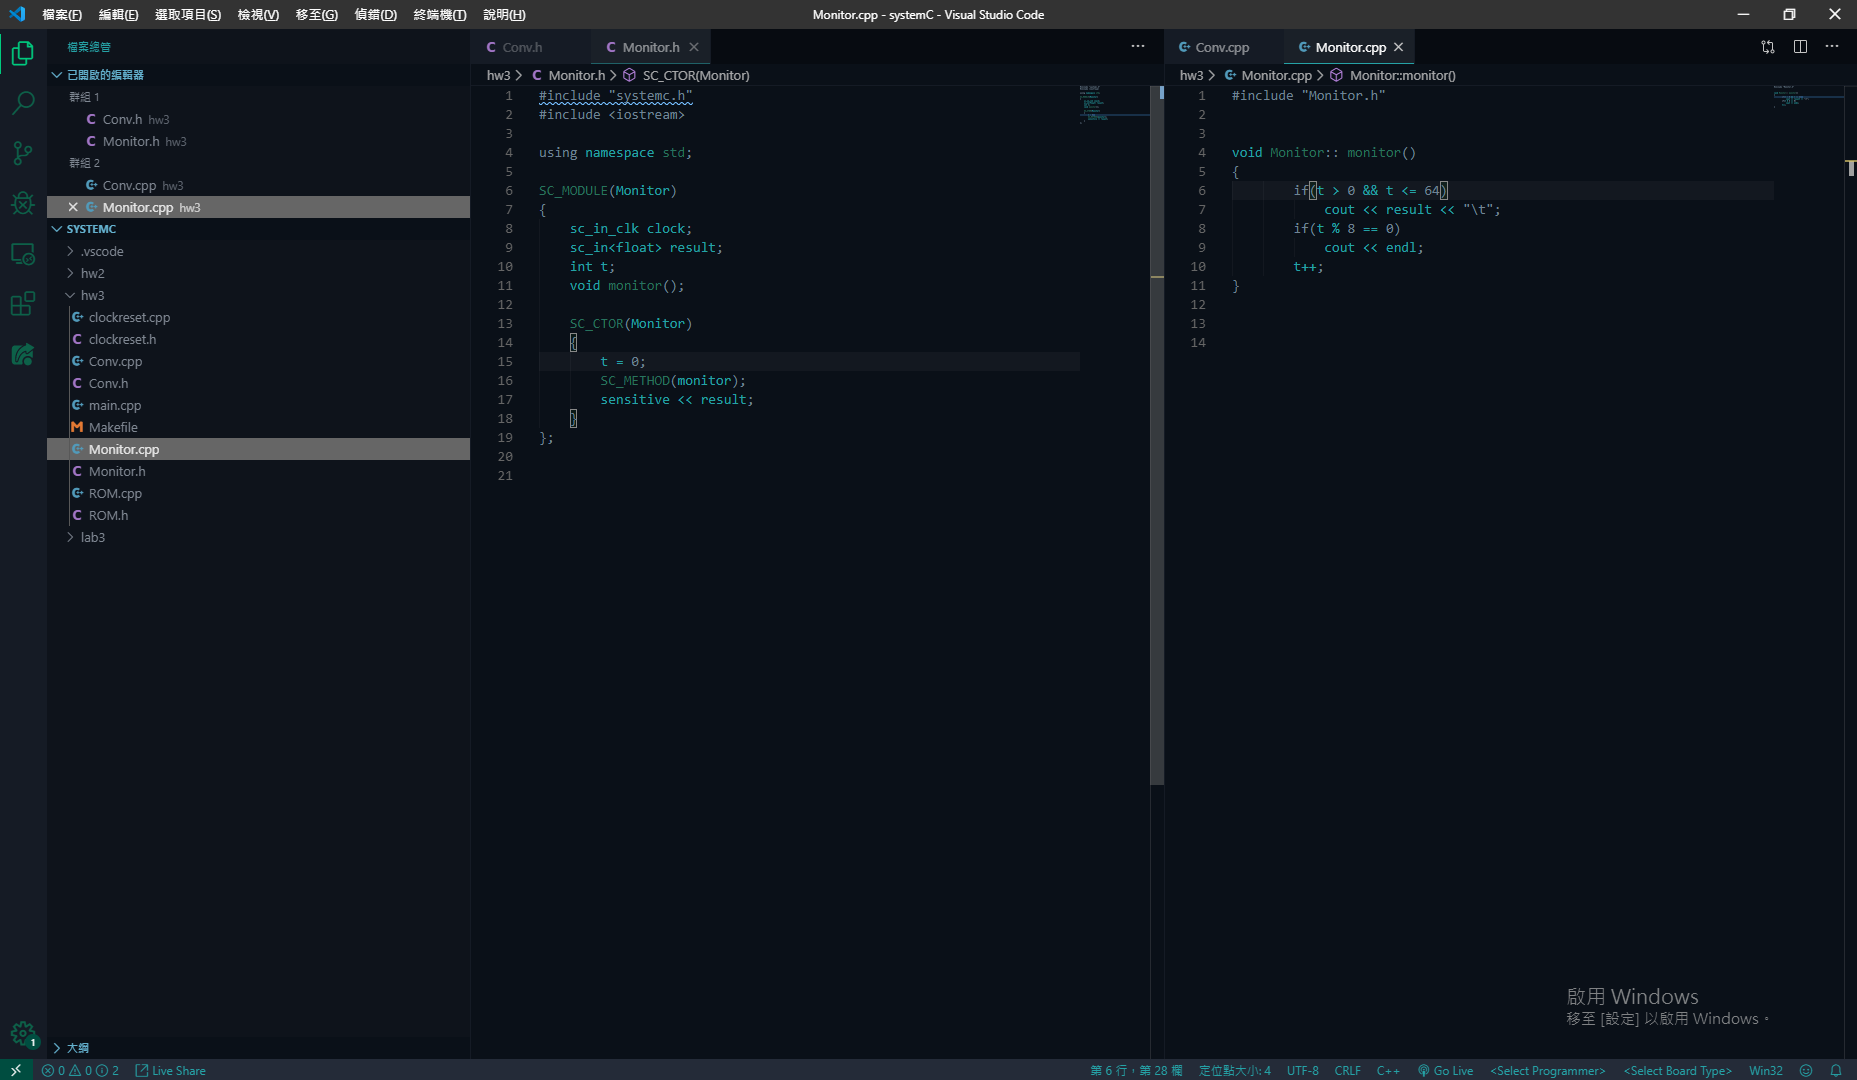 檔案(F) 編輯(E) 選取項目(S) 檢視(V) 移至(G) 偵錯(D) 終端機(T) 說明(H)
Monitor.cpp - systemC - Visual Studio Code
檔案總管
已開啟的編輯器
群組 1
Conv.h hw3
Monitor.h hw3
群組 2
Conv.cpp hw3
Monitor.cpp hw3
SYSTEMC
.vscode
hw2
hw3
clockreset.cpp
clockreset.h
Conv.cpp
Conv.h
main.cpp
Makefile
Monitor.cpp
Monitor.h
ROM.cpp
ROM.h
lab3
大綱
Conv.h Monitor.h
hw3 > Monitor.h > SC_CTOR(Monitor)
1 #include "systemc.h"
2 #include <iostream>
3
4 using namespace std;
5
6 SC_MODULE(Monitor)
7 {
8 sc_in_clk clock;
9 sc_in<float> result;
10 int t;
11 void monitor();
12
13 SC_CTOR(Monitor)
14 {
15 t = 0;
16 SC_METHOD(monitor);
17 sensitive << result;
18 }
19 };
20
21
Conv.cpp Monitor.cpp
hw3 > Monitor.cpp > Monitor::monitor()
1 #include "Monitor.h"
2
3
4 void Monitor:: monitor()
5 {
6 if(t > 0 && t <= 64)
7 cout << result << "\t";
8 if(t % 8 == 0)
9 cout << endl;
10 t++;
11 }
12
13
14
啟用 Windows
移至 [設定] 以啟用 Windows。
1
0 0 2 Live Share 第 6 行，第 28 欄 定位點大小: 4 UTF-8 CRLF C++ Go Live <Select Programmer> <Select Board Type> Win32